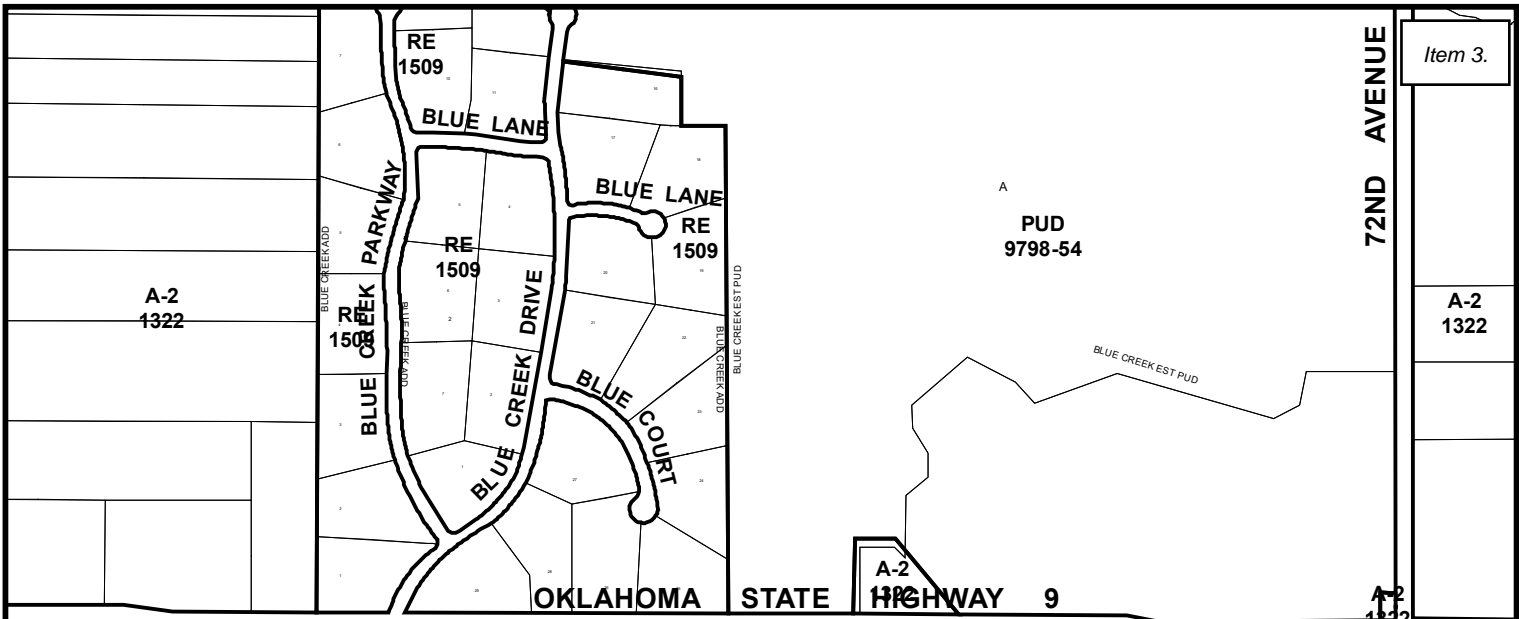 Item 3.
72ND AVENUE
RE
1509
BLUE LANE
BLUE LANE
RE
1509
A
PUD
9798-54
BLUE CREEK PARKWAY
RE
1509
BLUE CREEK ADD
BLUE CREEK EST PUD
A-2
1322
RE
1509
BLUE CREEK ADD
BLUE CREEK DRIVE
BLUE CREEK ADD
A-2
1322
BLUE CREEK EST PUD
BLUE COURT
A-2
1322
OKLAHOMA STATE HIGHWAY 9
A-2
1322